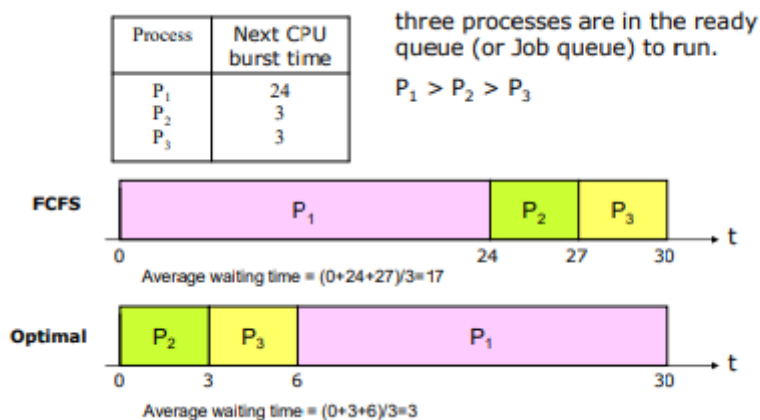 Process Next CPU burst time
P₁ 24
P₂ 3
P₃ 3
three processes are in the ready
queue (or Job queue) to run.
P₁ > P₂ > P₃
FCFS
P₁ P₂ P₃
t
0 24 27 30
Average waiting time = (0+24+27)/3=17
Optimal
P₂ P₃ P₁
t
0 3 6 30
Average waiting time = (0+3+6)/3=3